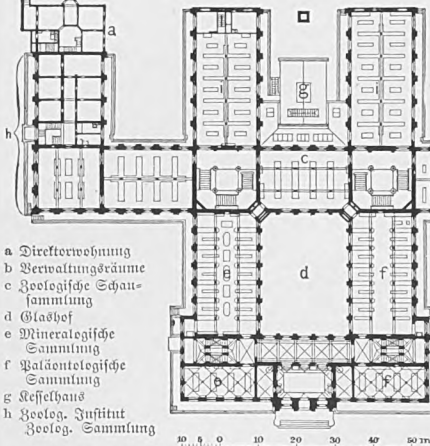 a
i
g
i
h
c
e
d
f
e
f
a Direktorwohnung
b Verwaltungsräume
c Zoologische Schau-
sammlung
d Glashof
e Mineralogische
Sammlung
f Paläontologische
Sammlung
g Kesselhaus
h Zoolog. Institut
Zoolog. Sammlung
10 5 0 10 20 30 40 50 m